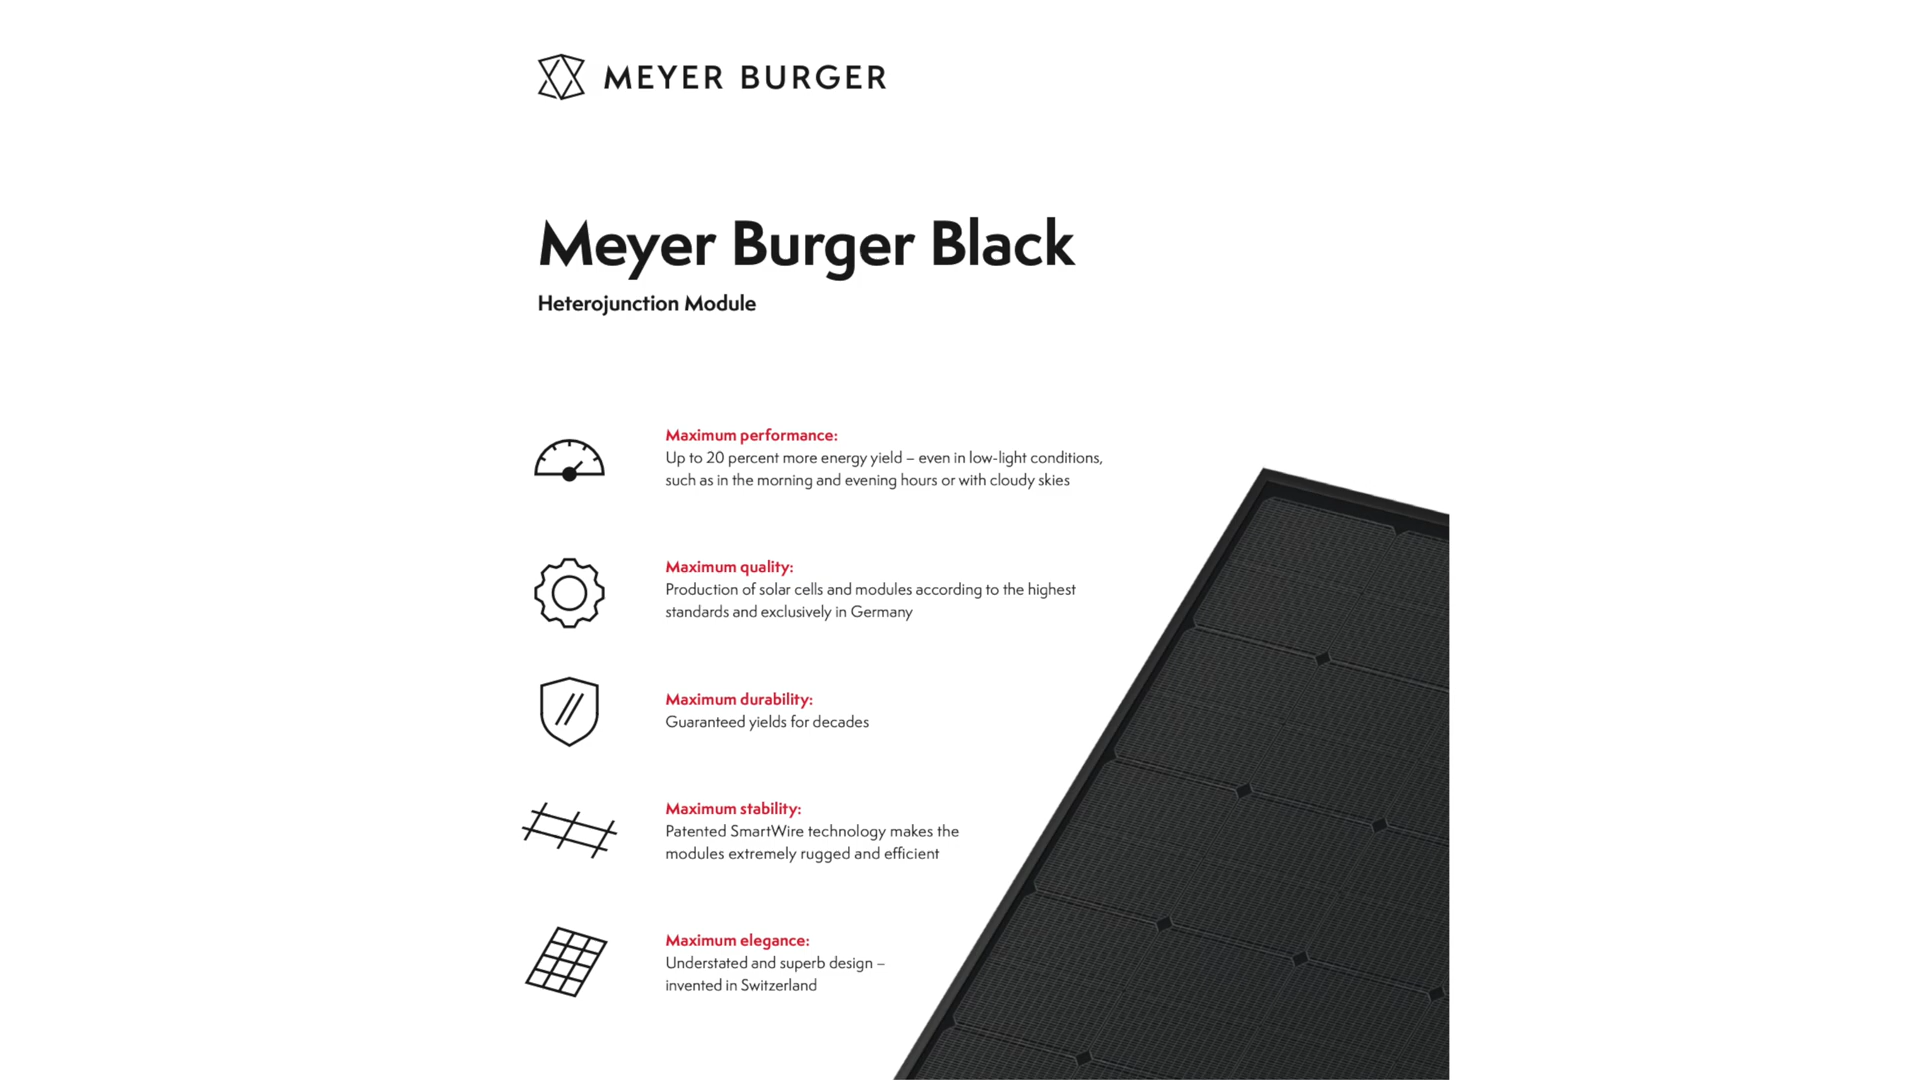 MEYER BURGER
Meyer Burger Black
Heterojunction Module
Maximum performance:
Up to 20 percent more energy yield – even in low-light conditions,
such as in the morning and evening hours or with cloudy skies
Maximum quality:
Production of solar cells and modules according to the highest
standards and exclusively in Germany
Maximum durability:
Guaranteed yields for decades
Maximum stability:
Patented SmartWire technology makes the
modules extremely rugged and efficient
Maximum elegance:
Understated and superb design –
invented in Switzerland